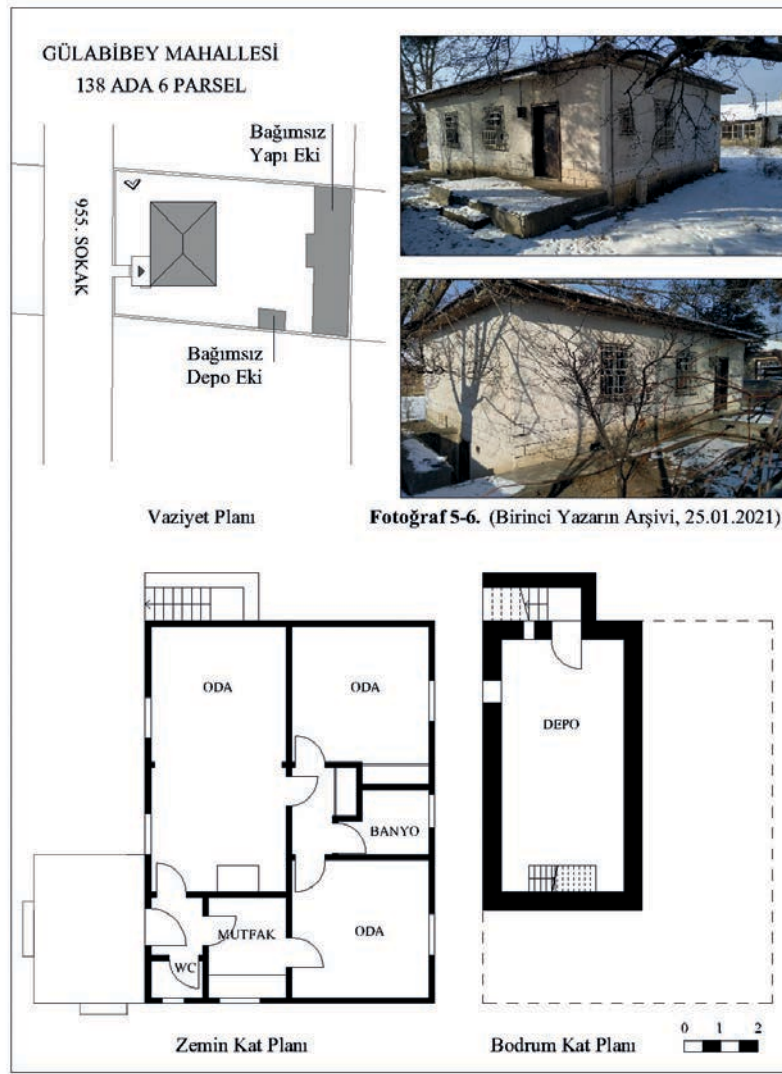 GÜLABİBEY MAHALLESİ
138 ADA 6 PARSEL
Bağımsız
Yapı Eki
955. SOKAK
Bağımsız
Depo Eki
Vaziyet Planı
Fotoğraf 5-6. (Birinci Yazarın Arşivi, 25.01.2021)
ODA
ODA
DEPO
BANYO
MUTFAK
ODA
WC
Zemin Kat Planı
Bodrum Kat Planı
0 1 2